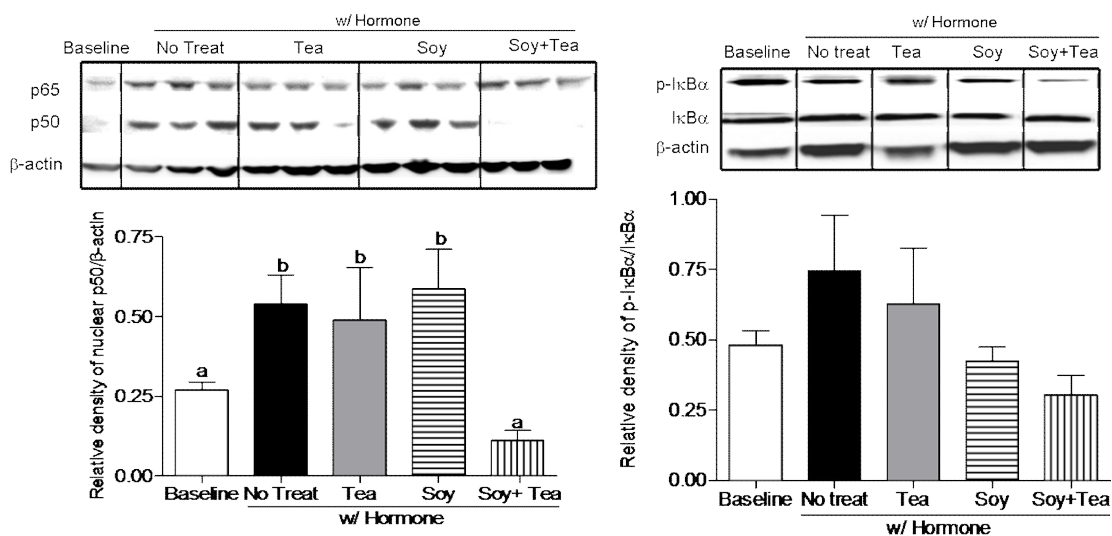 w/ Hormone
Baseline No Treat Tea Soy Soy+Tea
p65
p50
β-actin
0.75
0.50
0.25
0.00
Relative density of nuclear p50/β-actin
a b b b a
Baseline No Treat Tea Soy Soy+ Tea
w/ Hormone
w/ Hormone
Baseline No treat Tea Soy Soy+Tea
p-IκBα
IκBα
β-actin
1.00
0.75
0.50
0.25
0.00
Relative density of p-IκBα/IκBα
Baseline No treat Tea Soy Soy+Tea
w/ Hormone